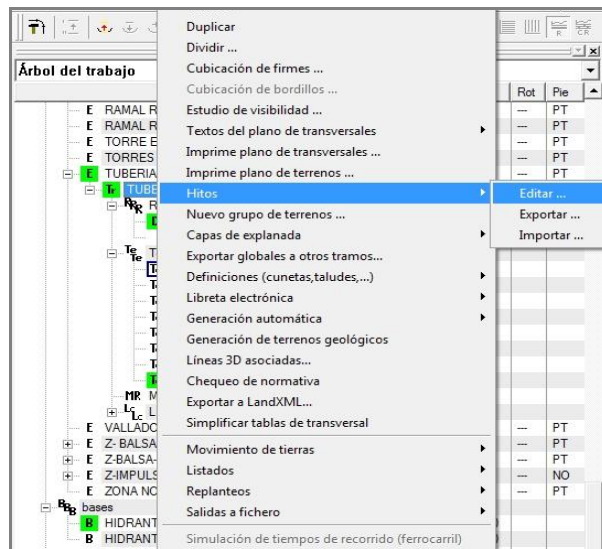 Duplicar
Dividir ...
Cubicación de firmes ...
Árbol del trabajo
Cubicación de bordillos ...
Estudio de visibilidad ...
Rot Pie
E RAMAL R
Textos del plano de transversales
--- PT
E RAMAL R
--- PT
E TORRE E
Imprime plano de transversales ...
--- PT
E TORRES
Imprime plano de terrenos ...
--- PT
E TUBERIA
--- PT
Tr TUBE
Hitos
Editar ...
Nuevo grupo de terrenos ...
Exportar ...
Capas de explanada
Importar ...
Exportar globales a otros tramos...
Definiciones (cunetas,taludes,...)
Libreta electrónica
Generación automática
Generación de terrenos geológicos
Líneas 3D asociadas...
Chequeo de normativa
Exportar a LandXML...
Simplificar tablas de transversal
E VALLADO
--- PT
E Z- BALSA
Movimiento de tierras
--- PT
E Z-BALSA-
Listados
--- PT
E Z-IMPULS
--- NO
E ZONA NO
Replanteos
--- PT
bases
Salidas a fichero
B HIDRANT
B HIDRANT
Simulación de tiempos de recorrido (ferrocarril)